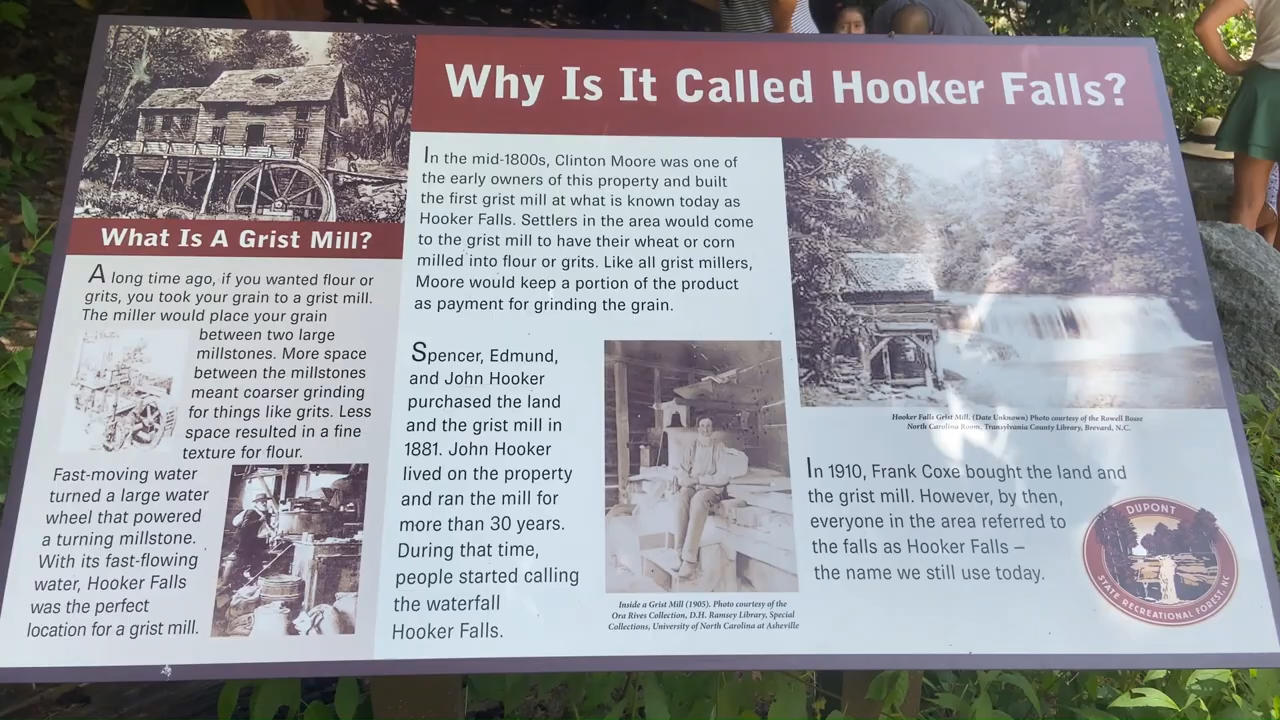 Why Is It Called Hooker Falls?
What Is A Grist Mill?
A long time ago, if you wanted flour or
grits, you took your grain to a grist mill.
The miller would place your grain
between two large
millstones. More space
between the millstones
meant coarser grinding
for things like grits. Less
space resulted in a fine
texture for flour.
Fast-moving water
turned a large water
wheel that powered
a turning millstone.
With its fast-flowing
water, Hooker Falls
was the perfect
location for a grist mill.
In the mid-1800s, Clinton Moore was one of
the early owners of this property and built
the first grist mill at what is known today as
Hooker Falls. Settlers in the area would come
to the grist mill to have their wheat or corn
milled into flour or grits. Like all grist millers,
Moore would keep a portion of the product
as payment for grinding the grain.
Spencer, Edmund,
and John Hooker
purchased the land
and the grist mill in
1881. John Hooker
lived on the property
and ran the mill for
more than 30 years.
During that time,
people started calling
the waterfall
Hooker Falls.
Inside a Grist Mill (1905). Photo courtesy of the
Ora Rives Collection, D.H. Ramsey Library, Special
Collections, University of North Carolina at Asheville
Hooker Falls Grist Mill. (Date Unknown) Photo courtesy of the Rowell Bosse
North Carolina Room, Transylvania County Library, Brevard, N.C.
In 1910, Frank Coxe bought the land and
the grist mill. However, by then,
everyone in the area referred to
the falls as Hooker Falls –
the name we still use today.
DUPONT
STATE RECREATIONAL FOREST, NC